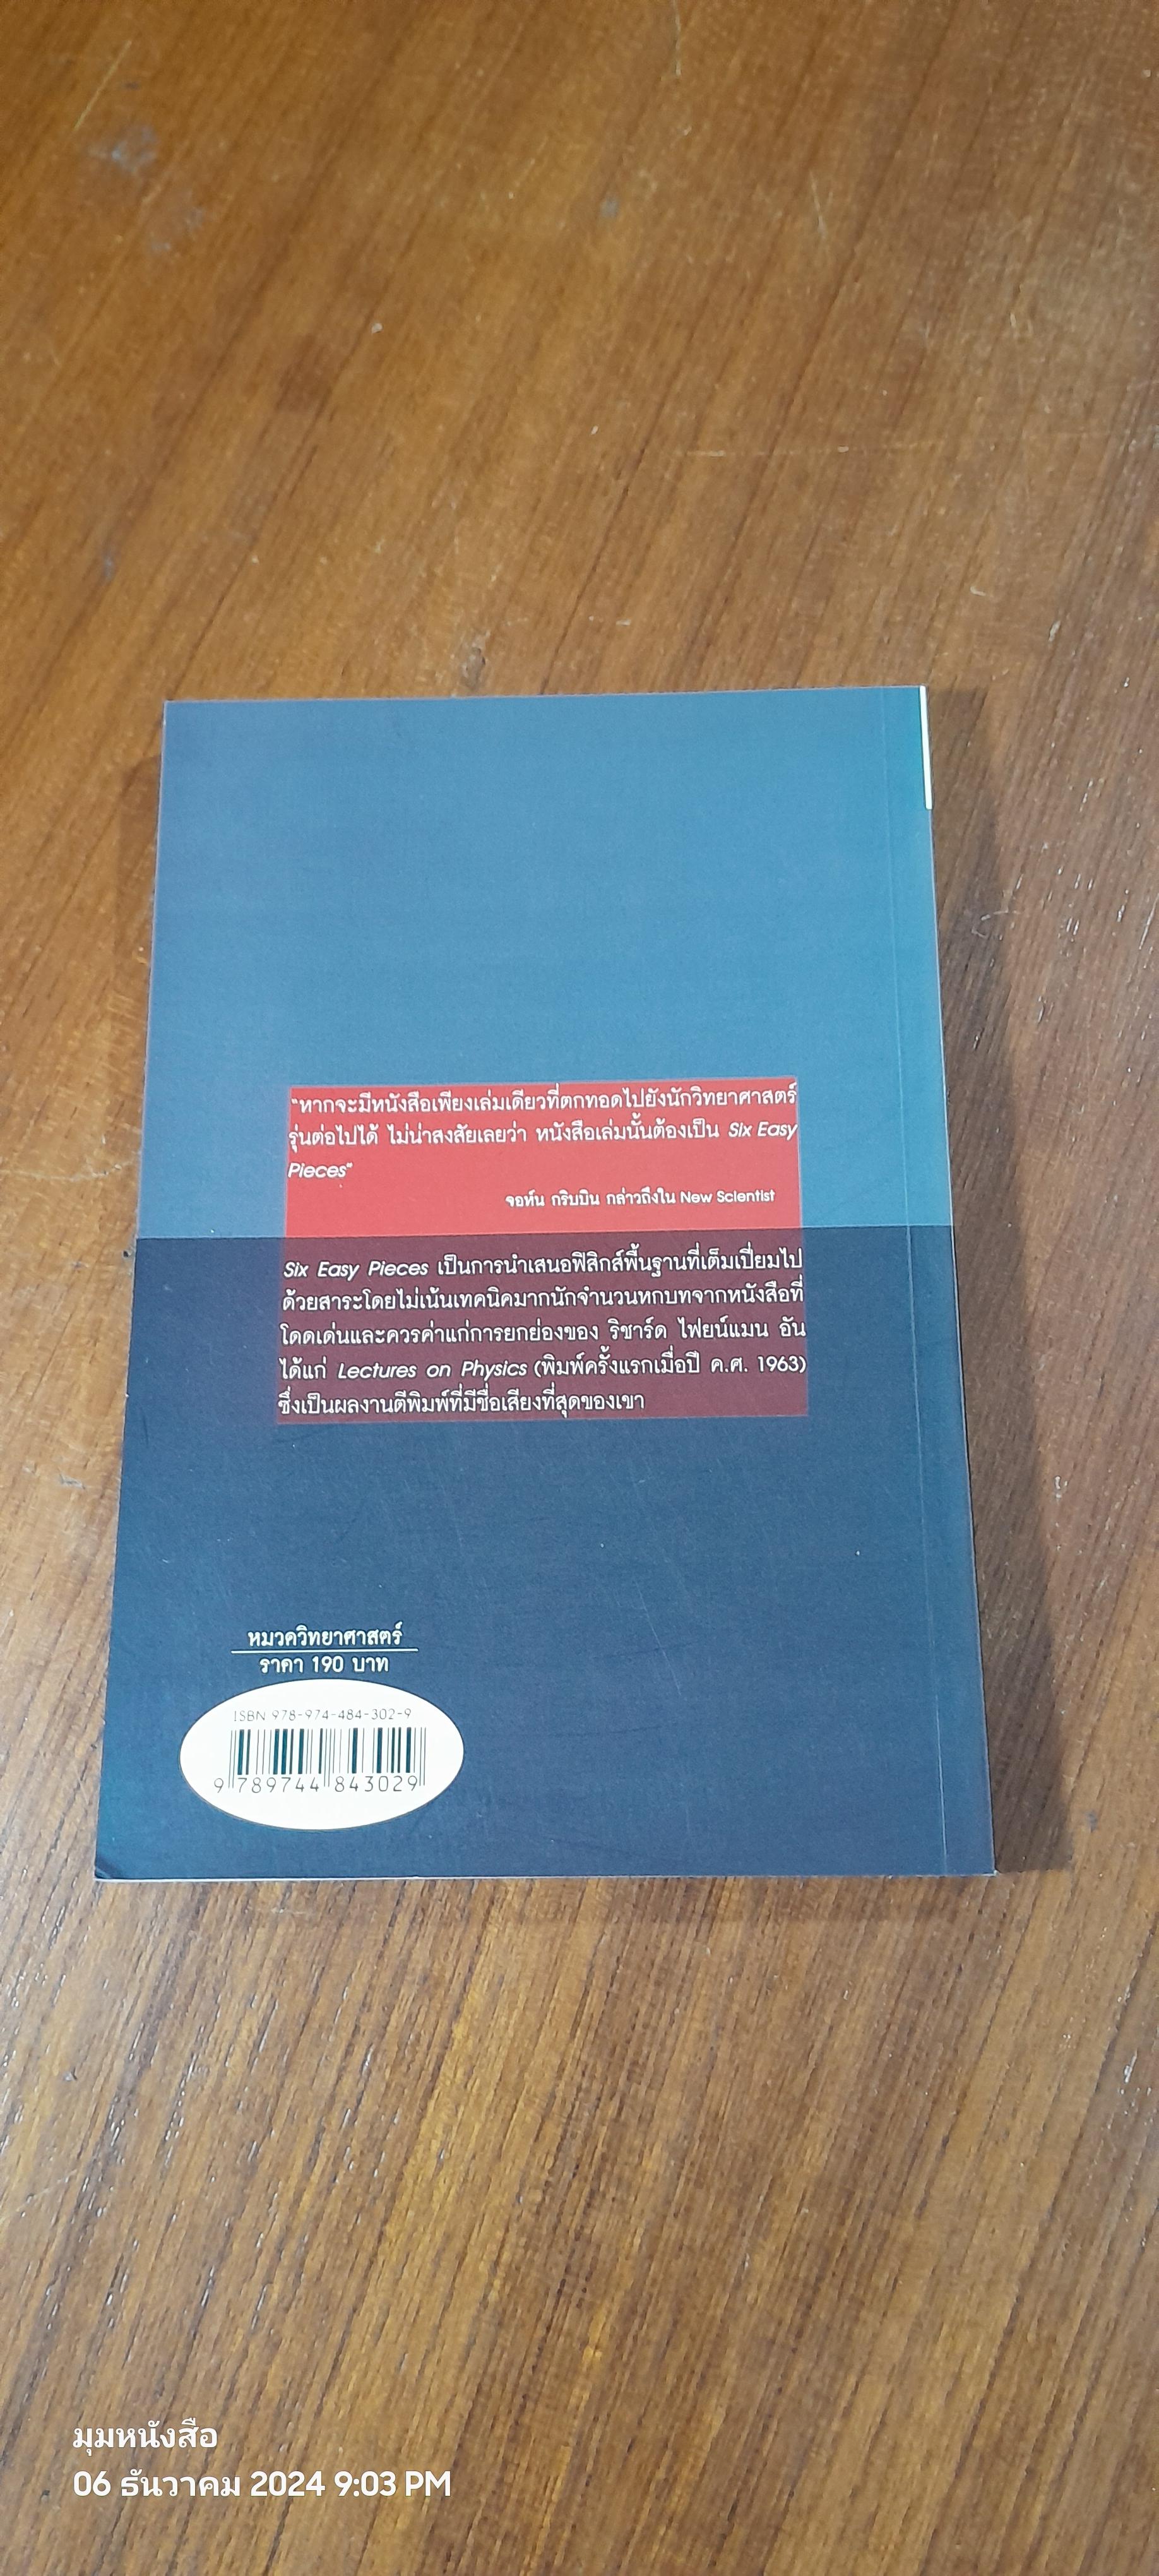 "หากจะมีหนังสือเพียงเล่มเดียวที่ตกทอดไปยังนักวิทยาศาสตร์
รุ่นต่อไปได้ ไม่น่าสงสัยเลยว่า หนังสือเล่มนั้นต้องเป็น Six Easy
Pieces"
จอห์น กริบบิน กล่าวถึงใน New Scientist
Six Easy Pieces เป็นการนำเสนอฟิสิกส์พื้นฐานที่เต็มเปี่ยมไป
ด้วยสาระโดยไม่เน้นเทคนิคมากนักจำนวนหกบทจากหนังสือที่
โดดเด่นและควรค่าแก่การยกย่องของ ริชาร์ด ไฟยน์แมน อัน
ได้แก่ Lectures on Physics (พิมพ์ครั้งแรกเมื่อปี ค.ศ. 1963)
ซึ่งเป็นผลงานตีพิมพ์ที่มีชื่อเสียงที่สุดของเขา
หมวดวิทยาศาสตร์
ราคา 190 บาท
ISBN 978-974-484-302-9
9 789744 843029
มุมหนังสือ
06 ธันวาคม 2024 9:03 PM